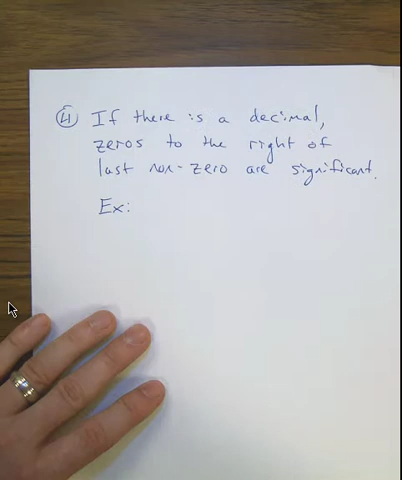 ④ If there is a decimal,
zeros to the right of
last non-zero are significant.
Ex: